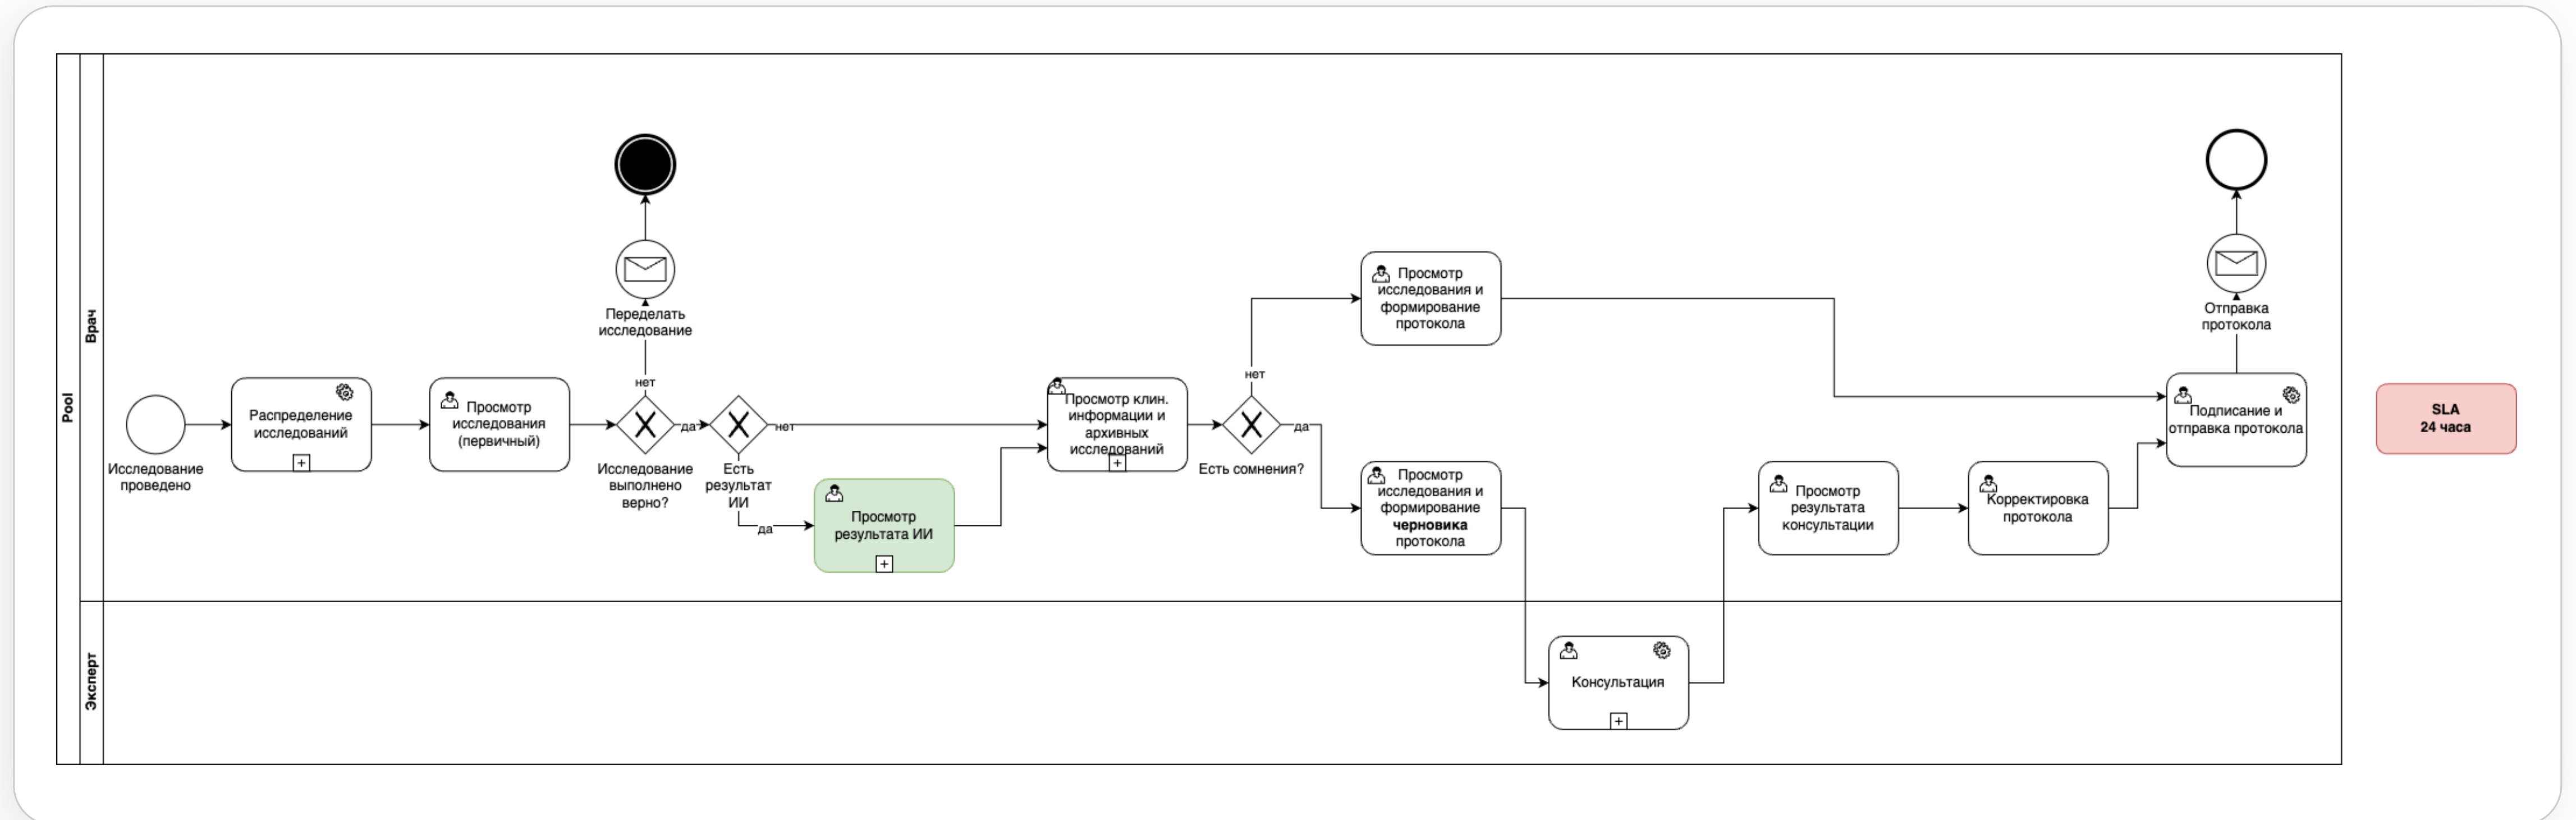 Pool
Врач
Исследование
проведено
Распределение
исследований
Просмотр
исследования
(первичный)
Исследование
выполнено
верно?
нет
Переделать
исследование
да
Есть
результат
ИИ
нет
да
Просмотр
результата ИИ
Просмотр клин.
информации и
архивных
исследований
Есть сомнения?
нет
Просмотр
исследования и
формирование
протокола
да
Просмотр
исследования и
формирование
черновика
протокола
Просмотр
результата
консультации
Корректировка
протокола
Подписание и
отправка протокола
Отправка
протокола
SLA
24 часа
Эксперт
Консультация